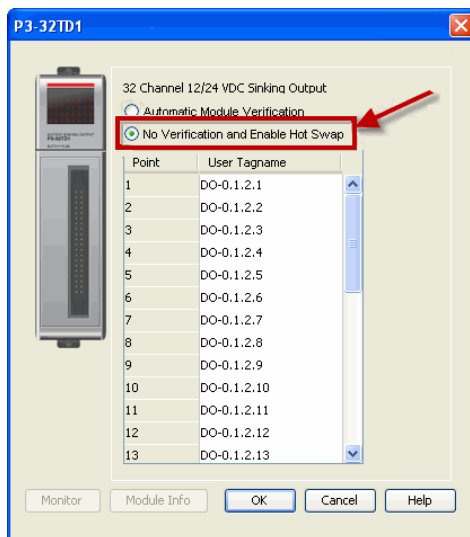 P3-32TD1
32 Channel 12/24 VDC Sinking Output
Automatic Module Verification
No Verification and Enable Hot Swap
Point User Tagname
1 DO-0.1.2.1
2 DO-0.1.2.2
3 DO-0.1.2.3
4 DO-0.1.2.4
5 DO-0.1.2.5
6 DO-0.1.2.6
7 DO-0.1.2.7
8 DO-0.1.2.8
9 DO-0.1.2.9
10 DO-0.1.2.10
11 DO-0.1.2.11
12 DO-0.1.2.12
13 DO-0.1.2.13
Monitor Module Info OK Cancel Help